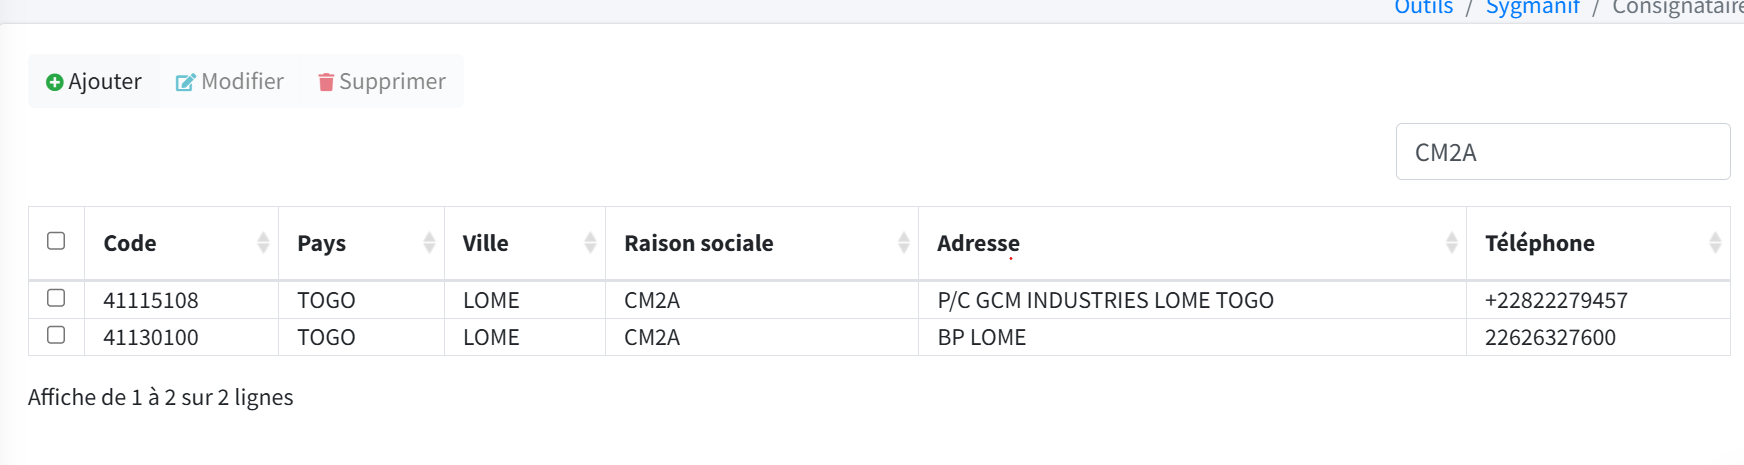 Outils / Sygmanif / Consignataire
Ajouter Modifier Supprimer
CM2A
Code Pays Ville Raison sociale Adresse Téléphone
41115108 TOGO LOME CM2A P/C GCM INDUSTRIES LOME TOGO +22822279457
41130100 TOGO LOME CM2A BP LOME 22626327600
Affiche de 1 à 2 sur 2 lignes